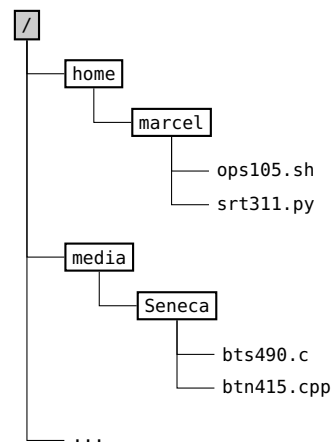 /
home
marcel
ops105.sh
srt311.py
media
Seneca
bts490.c
btn415.cpp
...